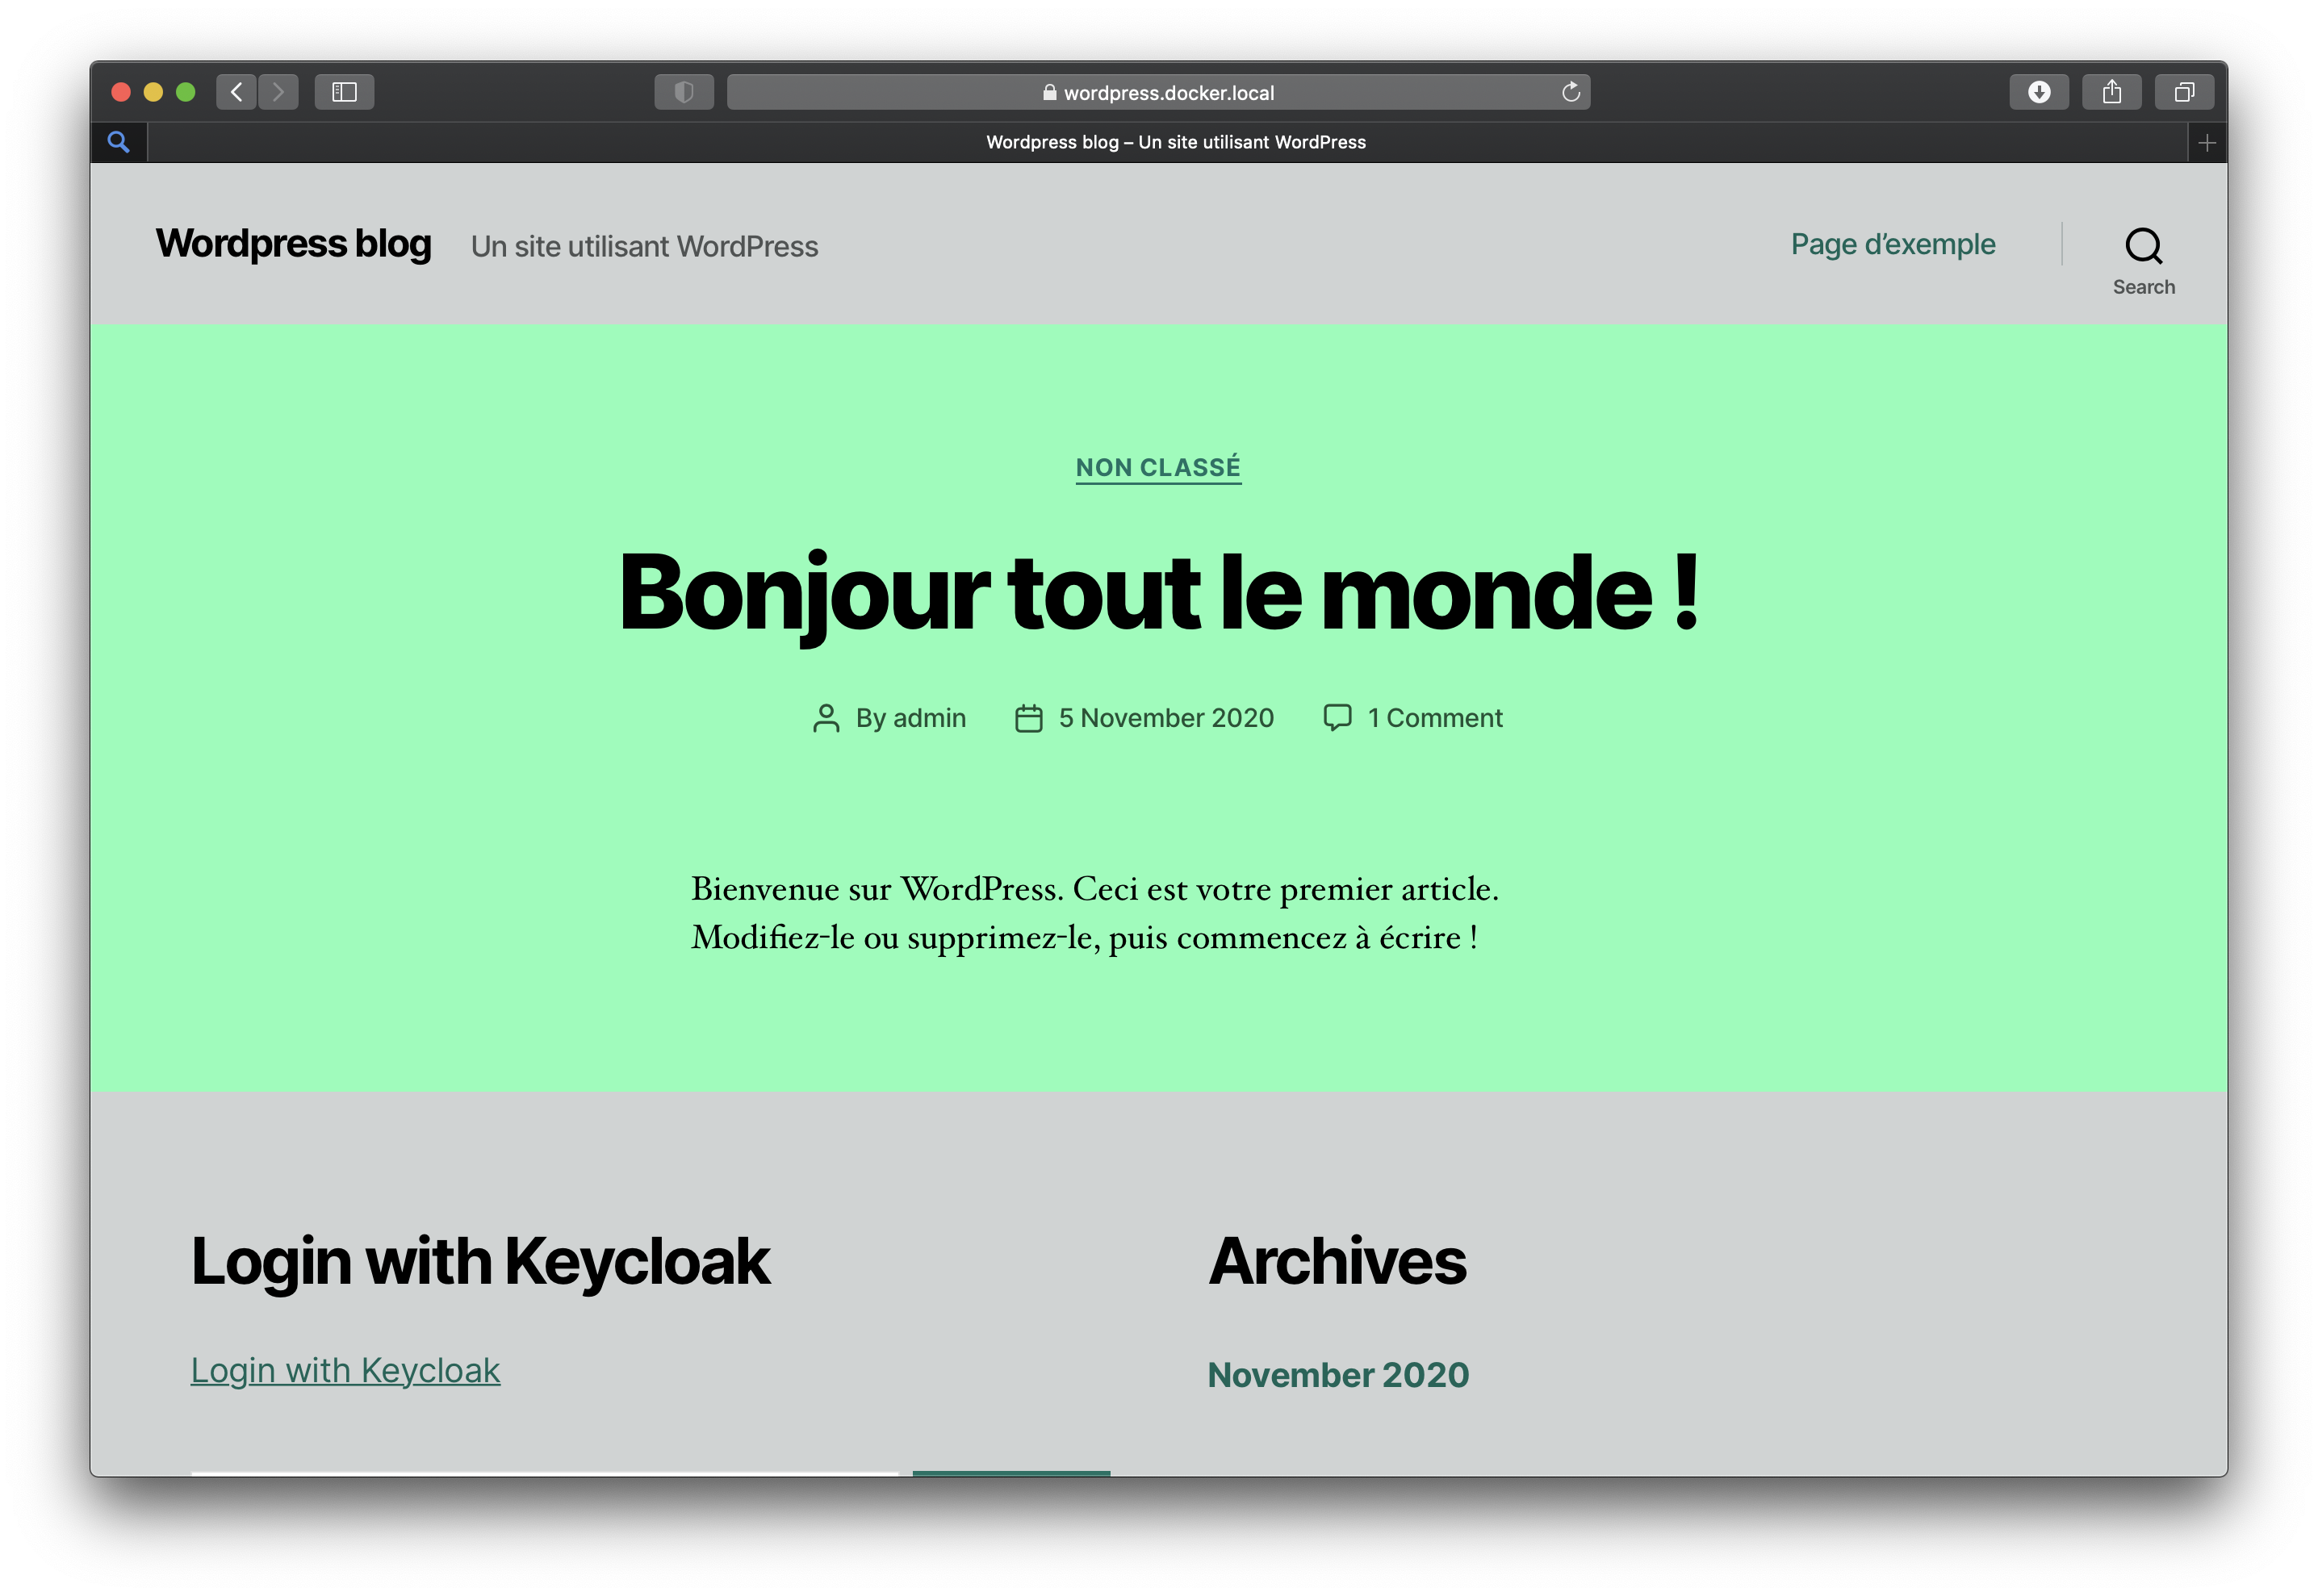 wordpress.docker.local
Wordpress blog – Un site utilisant WordPress
Wordpress blog Un site utilisant WordPress Page d’exemple
Search
NON CLASSÉ
Bonjour tout le monde !
By admin 5 November 2020 1 Comment
Bienvenue sur WordPress. Ceci est votre premier article.
Modifiez-le ou supprimez-le, puis commencez à écrire !
Login with Keycloak
Login with Keycloak
Archives
November 2020